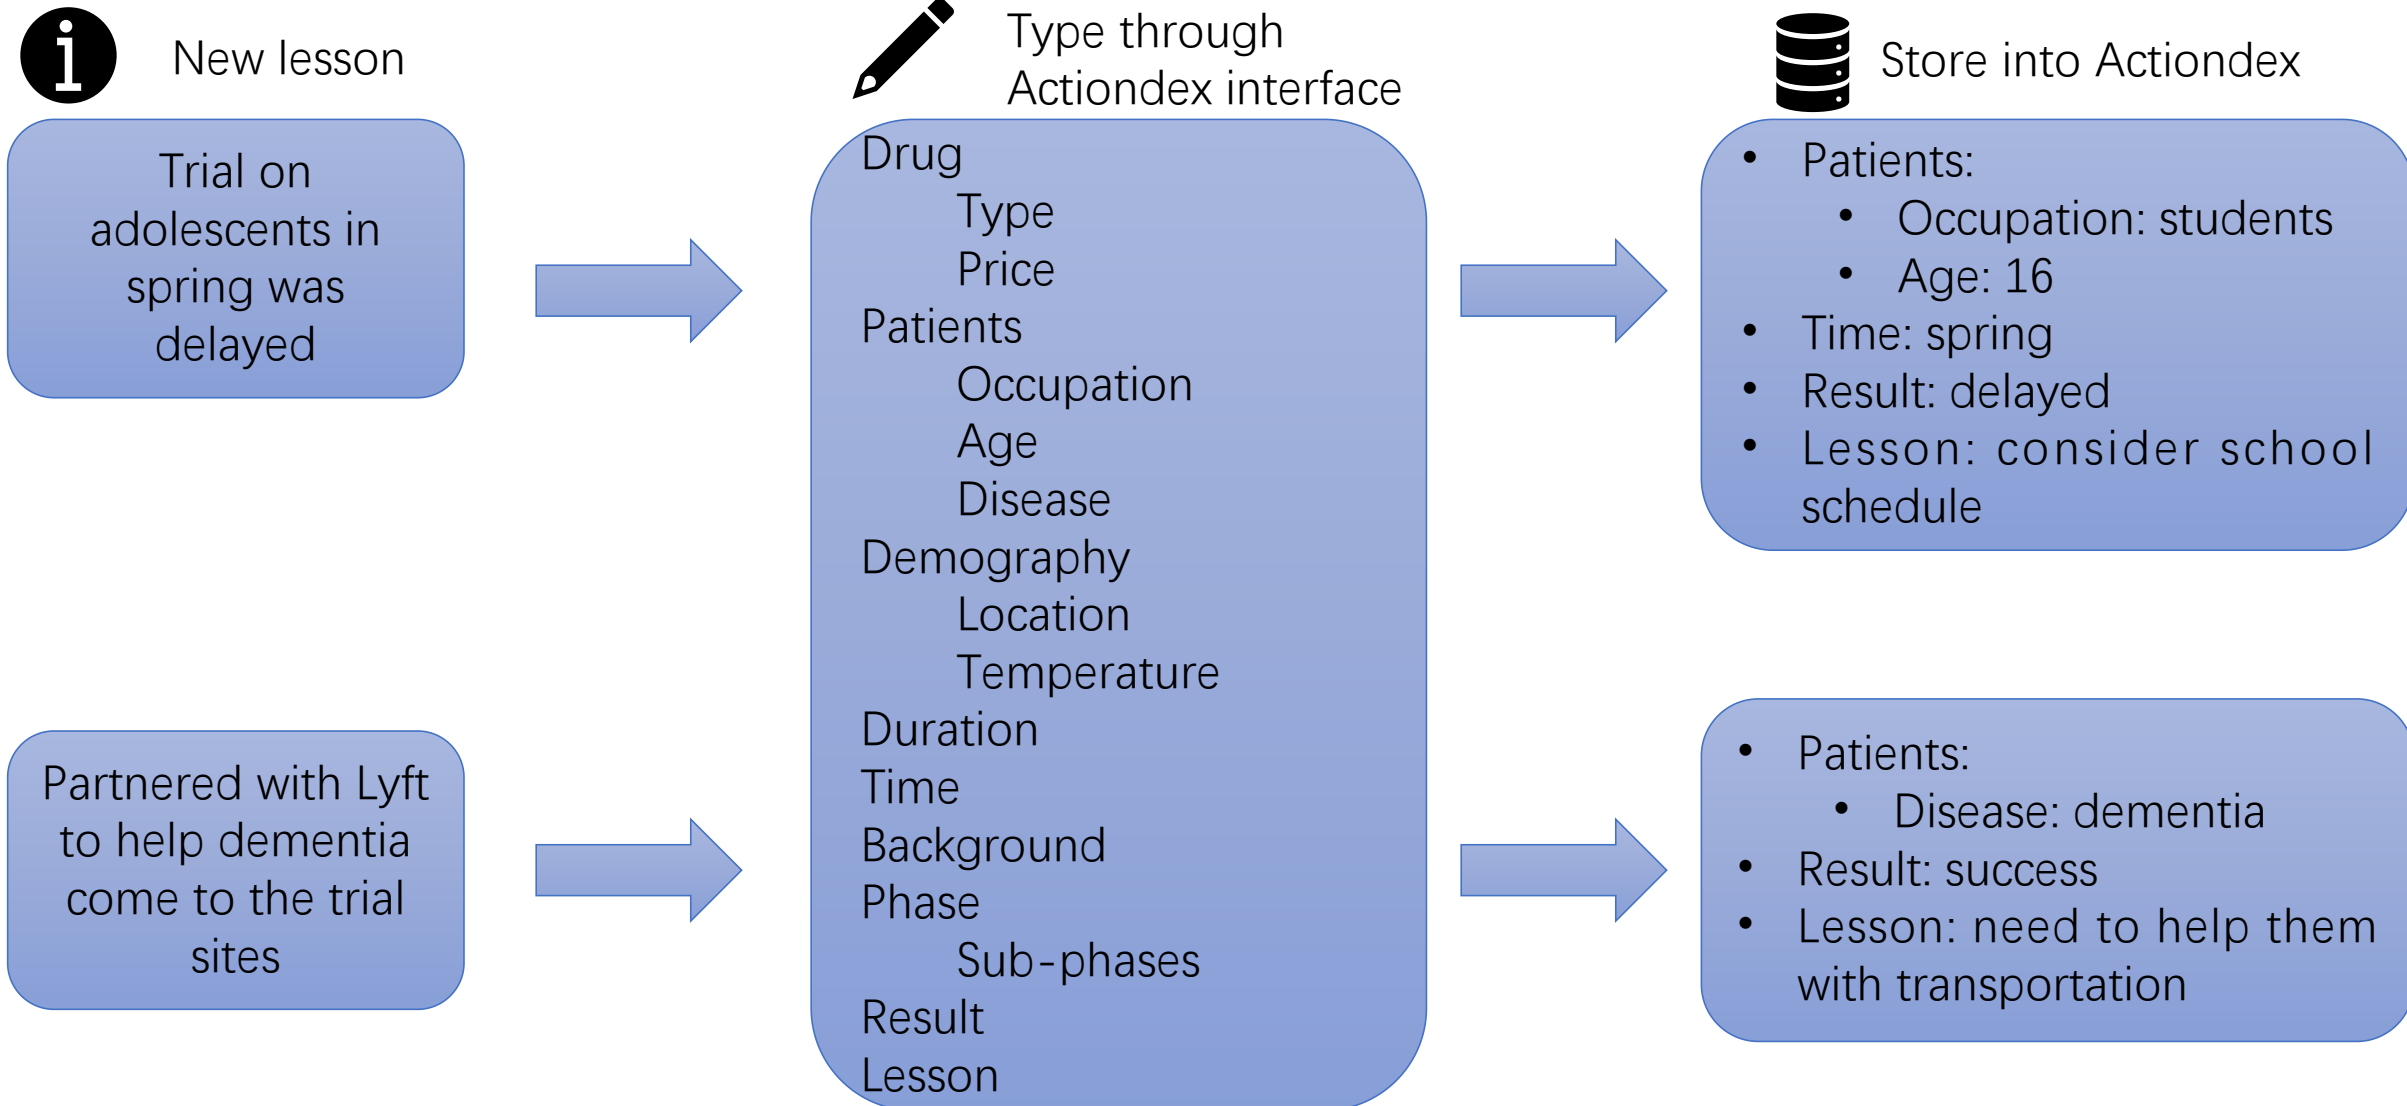 New lesson
Type through
Actiondex interface
Store into Actiondex
Trial on
adolescents in
spring was
delayed
Partnered with Lyft
to help dementia
come to the trial
sites
Drug
Type
Price
Patients
Occupation
Age
Disease
Demography
Location
Temperature
Duration
Time
Background
Phase
Sub-phases
Result
Lesson
• Patients:
• Occupation: students
• Age: 16
• Time: spring
• Result: delayed
• Lesson: consider school
schedule
• Patients:
• Disease: dementia
• Result: success
• Lesson: need to help them
with transportation